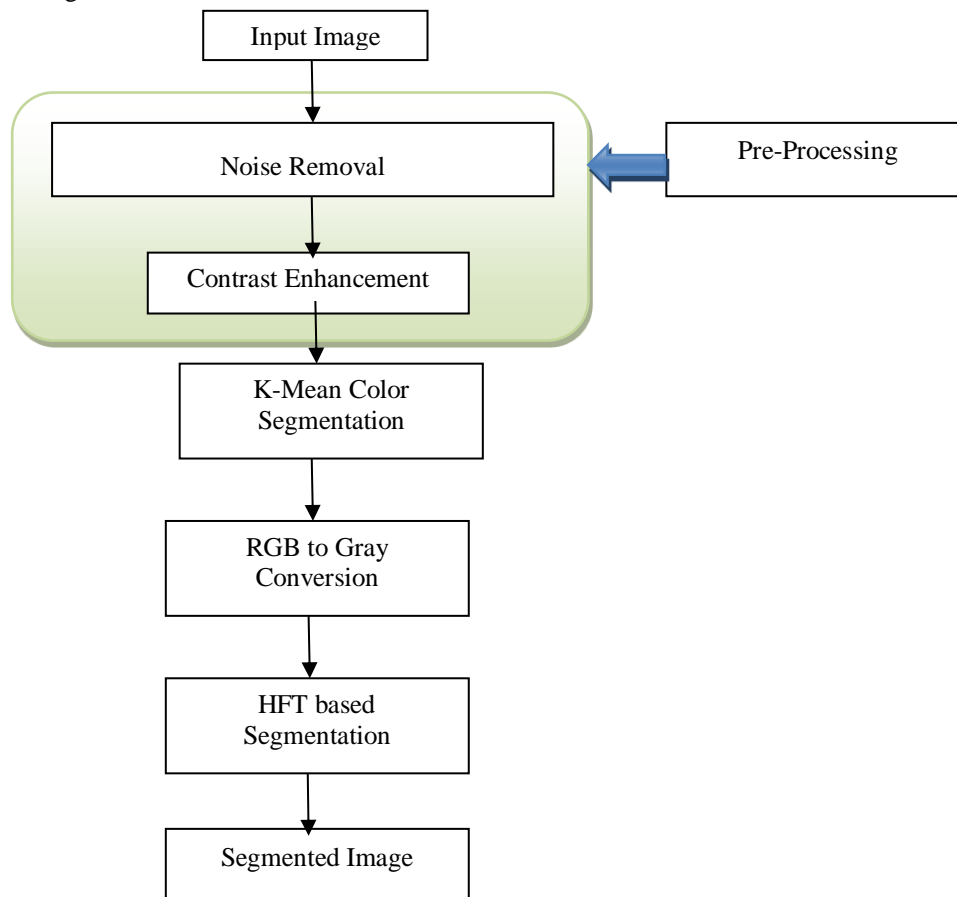 Input Image
Noise Removal
Pre-Processing
Contrast Enhancement
K-Mean Color
Segmentation
RGB to Gray
Conversion
HFT based
Segmentation
Segmented Image